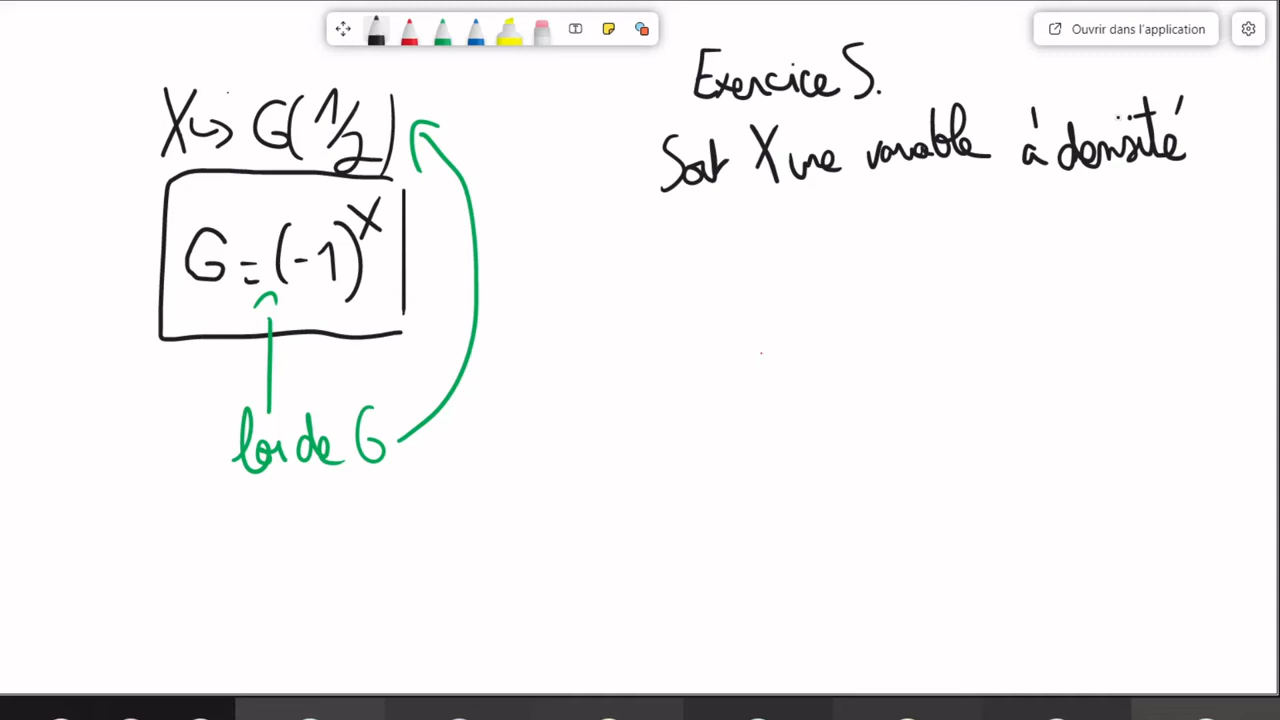 Ouvrir dans l'application
X ↪ G(1/2)
G = (-1)^X
loi de G
Exercice 5.
Soit X une variable à densité